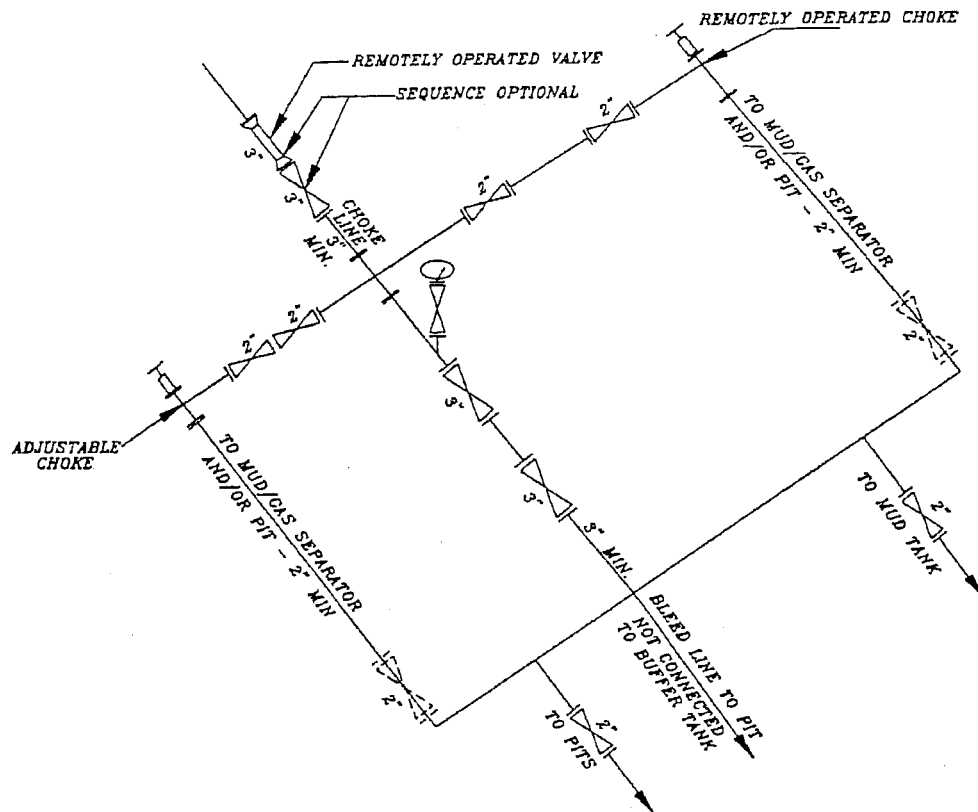 REMOTELY OPERATED CHOKE
REMOTELY OPERATED VALVE
SEQUENCE OPTIONAL
3"
3"
CHOKE
LINE
3"
MIN.
2"
2"
TO MUD/GAS SEPARATOR
AND/OR PIT - 2" MIN
2"
2"
2"
ADJUSTABLE
CHOKE
TO MUD/GAS SEPARATOR
AND/OR PIT - 2" MIN
2"
3"
3"
3" MIN.
BLEED LINE TO PIT
NOT CONNECTED
TO BUFFER TANK
2"
TO MUD TANK
2"
TO PITS